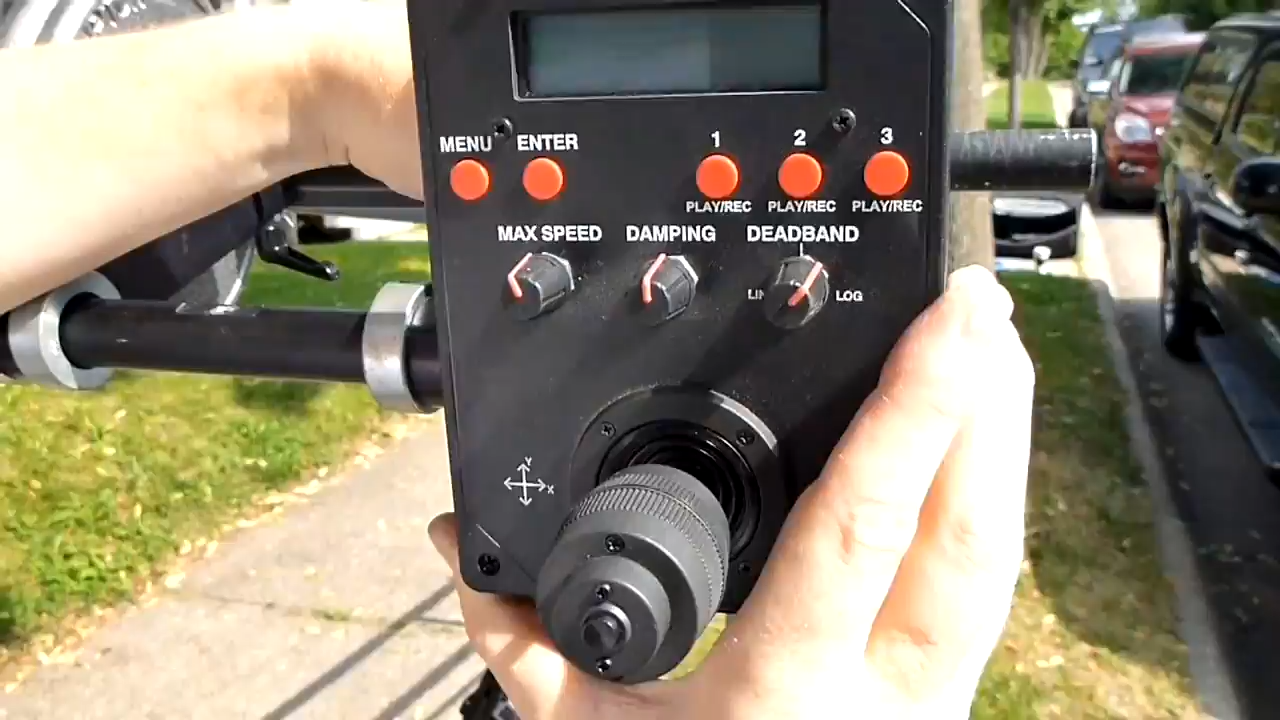 MENU ENTER
1 2 3
PLAY/REC PLAY/REC PLAY/REC
MAX SPEED DAMPING DEADBAND
LIN LOG
Y
X